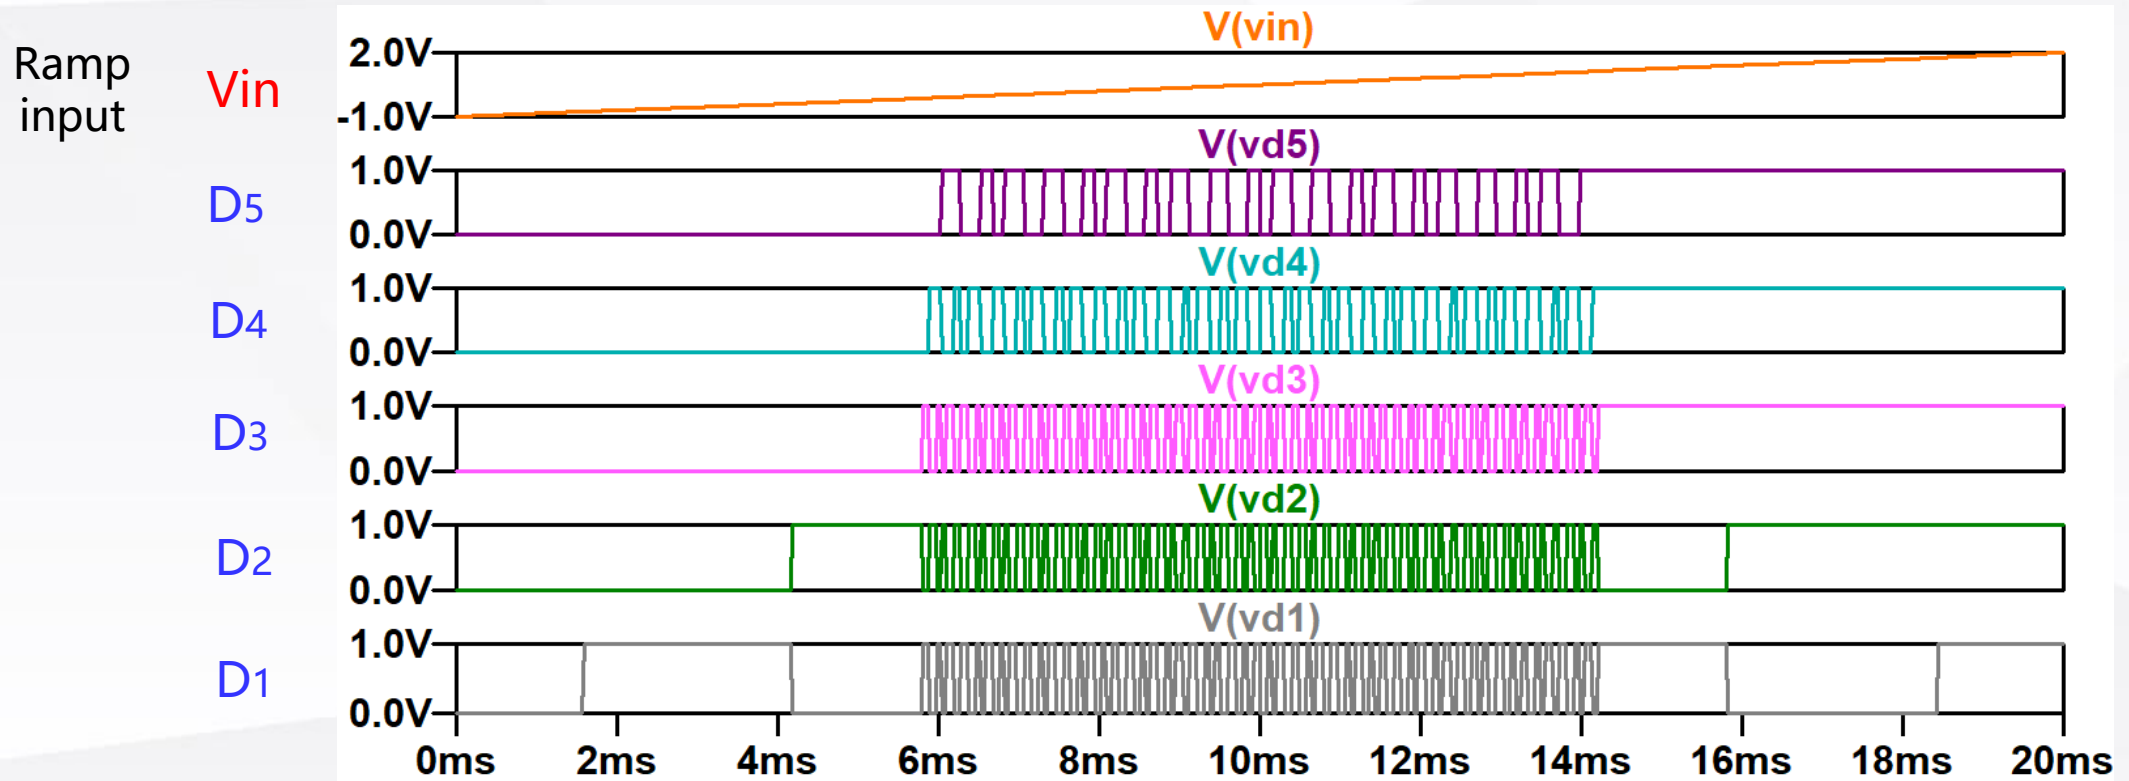 V(vin)
Ramp
input
Vin
2.0V
-1.0V
V(vd5)
D5
1.0V
0.0V
V(vd4)
D4
1.0V
0.0V
V(vd3)
D3
1.0V
0.0V
V(vd2)
D2
1.0V
0.0V
V(vd1)
D1
1.0V
0.0V
0ms 2ms 4ms 6ms 8ms 10ms 12ms 14ms 16ms 18ms 20ms